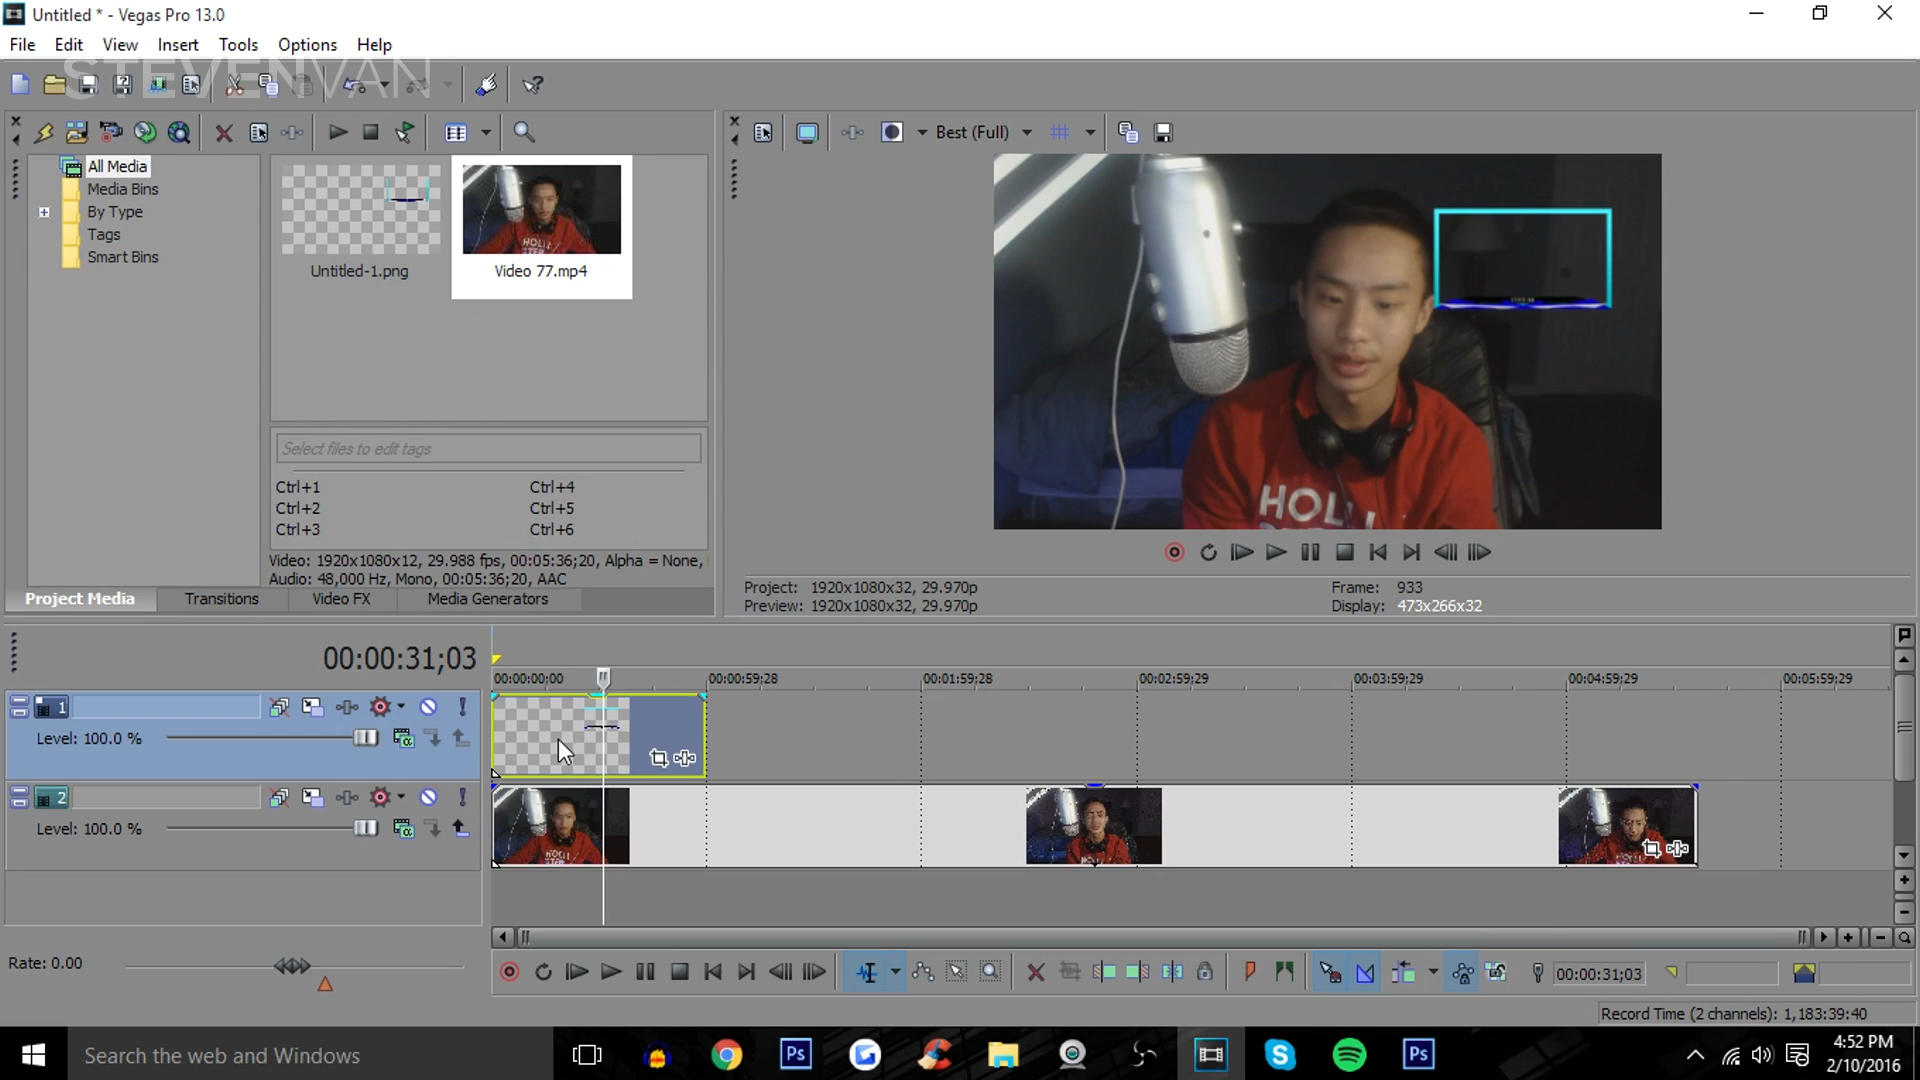 Untitled * - Vegas Pro 13.0
File Edit View Insert Tools Options Help
STEVENVAN
Best (Full)
All Media
Media Bins
By Type
Tags
Smart Bins
Untitled-1.png
Video 77.mp4
HOLL
Select files to edit tags
Ctrl+1 Ctrl+4
Ctrl+2 Ctrl+5
Ctrl+3 Ctrl+6
Video: 1920x1080x12, 29.988 fps, 00:05:36;20, Alpha = None,
Audio: 48,000 Hz, Mono, 00:05:36;20, AAC
Project: 1920x1080x32, 29.970p
Preview: 1920x1080x32, 29.970p
Frame: 933
Display: 473x266x32
Project Media Transitions Video FX Media Generators
00:00:31;03
00:00:00;00 00:00:59;28 00:01:59;28 00:02:59;29 00:03:59;29 00:04:59;29 00:05:59;29
1
Level: 100.0 %
2
Level: 100.0 %
Rate: 0.00
00:00:31;03
Record Time (2 channels): 1,183:39:40
Search the web and Windows
Ps
Ps
4:52 PM
2/10/2016